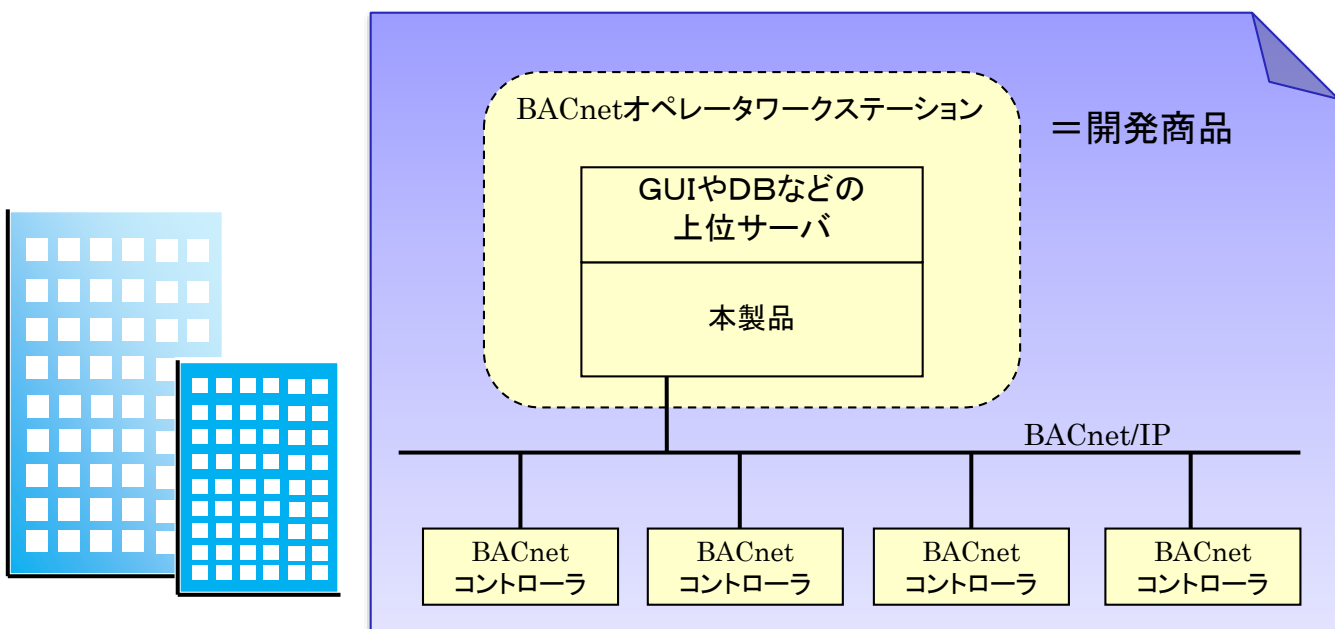 BACnetオペレータワークステーション
＝開発商品
GUIやDBなどの
上位サーバ
本製品
BACnet/IP
BACnet
コントローラ
BACnet
コントローラ
BACnet
コントローラ
BACnet
コントローラ